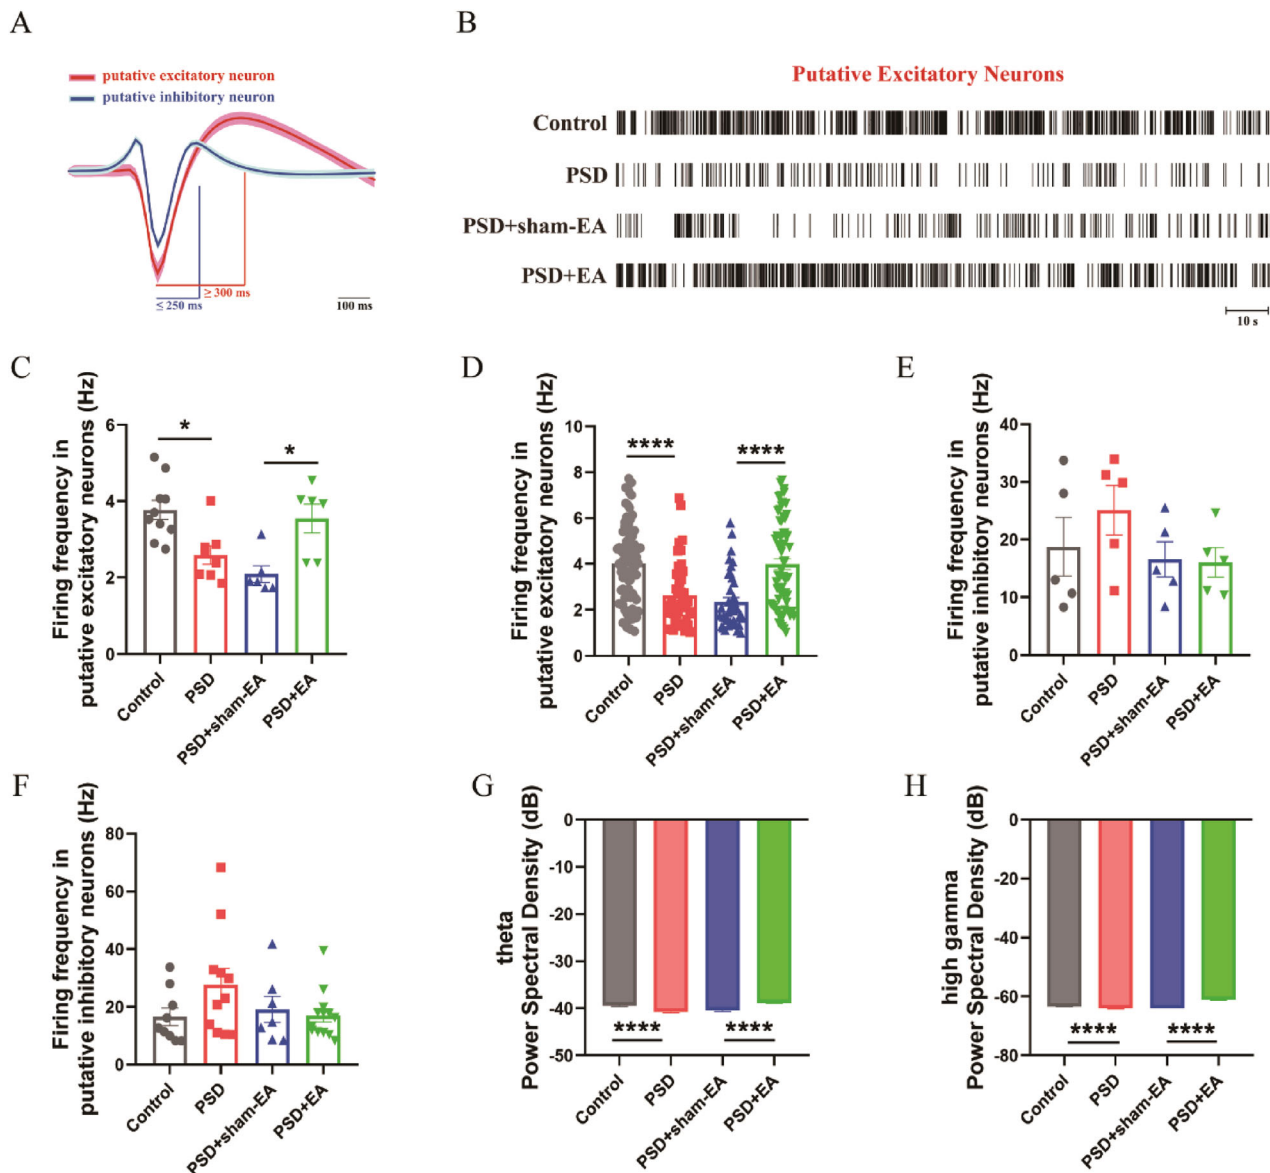 A
putative excitatory neuron
putative inhibitory neuron
≥ 300 ms
≤ 250 ms
100 ms
B
Putative Excitatory Neurons
Control
PSD
PSD+sham-EA
PSD+EA
10 s
C
Firing frequency in
putative excitatory neurons (Hz)
6
4
2
0
*
*
Control
PSD
PSD+sham-EA
PSD+EA
D
Firing frequency in
putative excitatory neurons (Hz)
10
8
6
4
2
0
****
****
Control
PSD
PSD+sham-EA
PSD+EA
E
Firing frequency in
putative inhibitory neurons (Hz)
40
30
20
10
0
Control
PSD
PSD+sham-EA
PSD+EA
F
Firing frequency in
putative inhibitory neurons (Hz)
80
60
40
20
0
Control
PSD
PSD+sham-EA
PSD+EA
G
theta
Power Spectral Density (dB)
0
-10
-20
-30
-40
-50
****
****
Control
PSD
PSD+sham-EA
PSD+EA
H
high gamma
Power Spectral Density (dB)
0
-20
-40
-60
-80
****
****
Control
PSD
PSD+sham-EA
PSD+EA